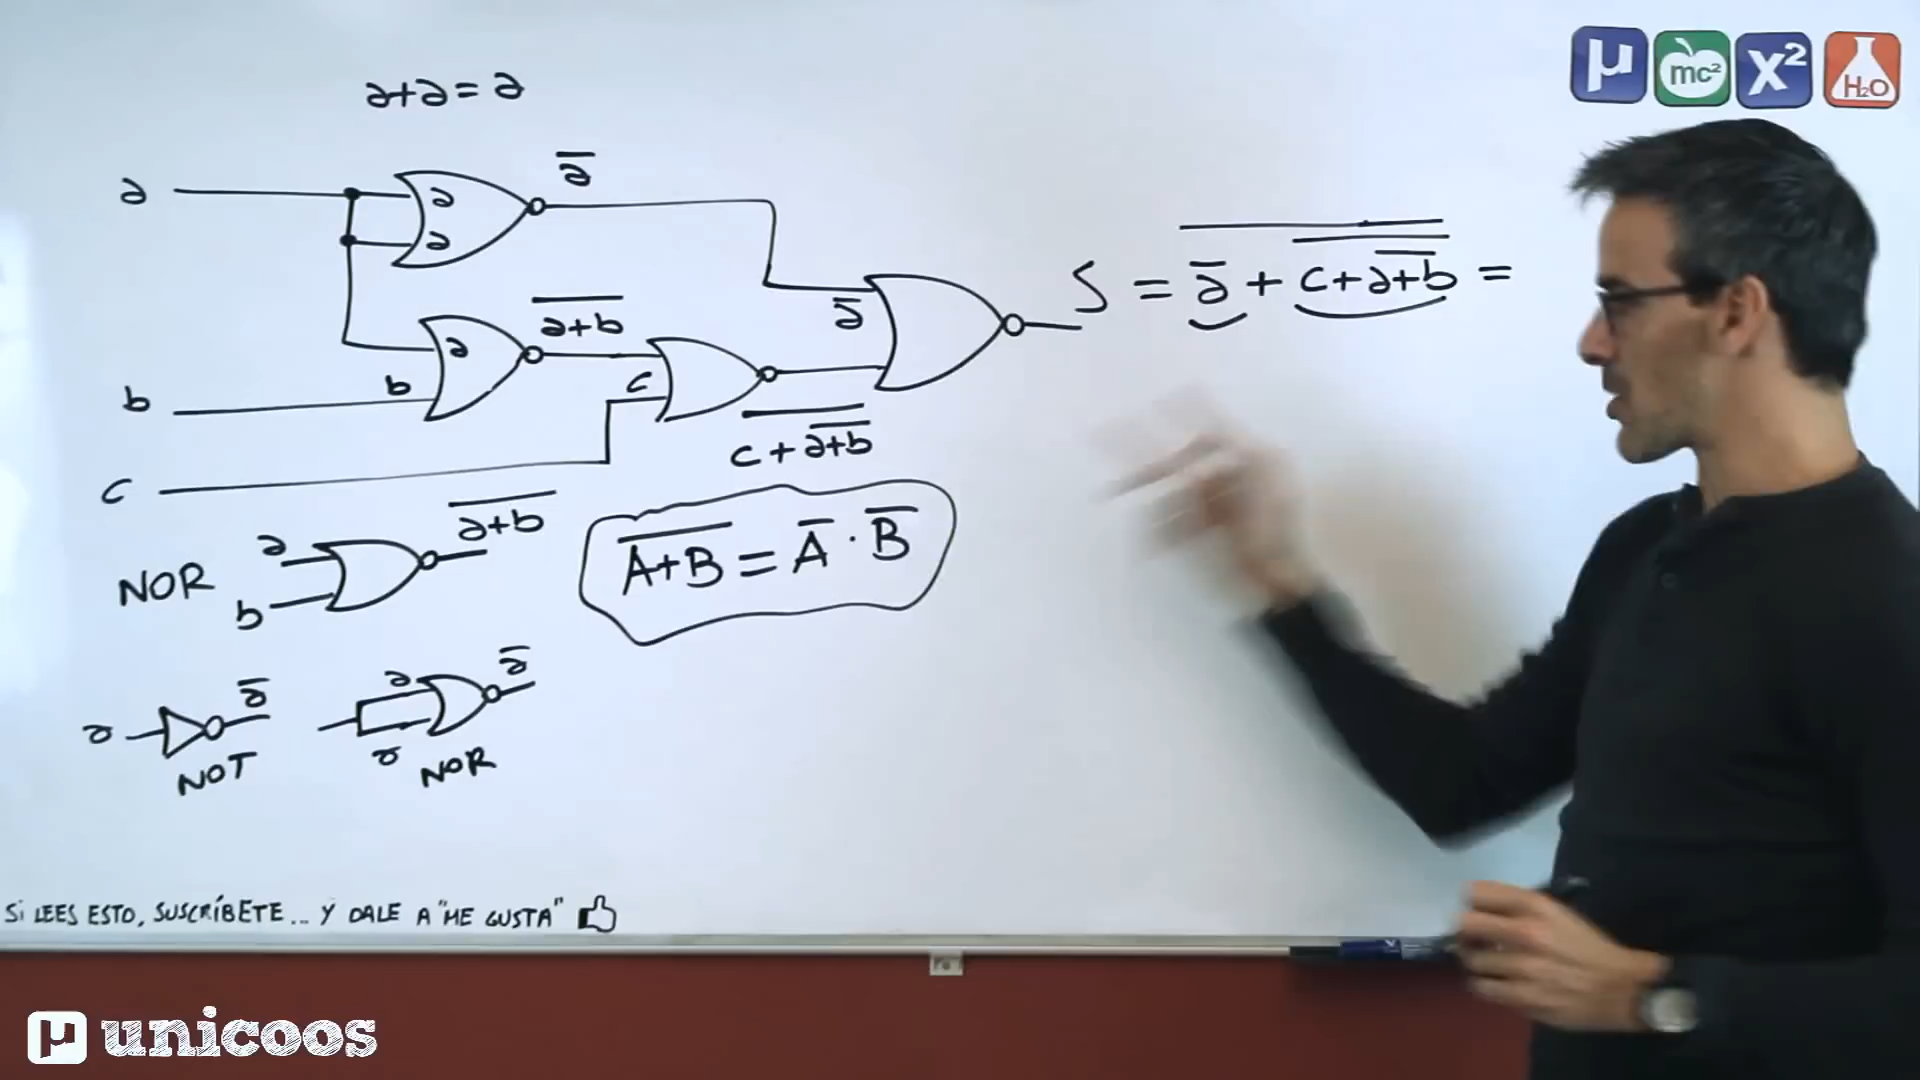 μ mc² x² H₂O
a+a=a
a
a
a
a̅
a
b
b
a̅+̅b̅
c
c
c̅+̅a̅̅+̅̅b̅̅
a̅
S = a̅̅+̅c̅̅+̅̅a̅̅̅+̅̅̅b̅̅̅ =
NOR
a
b
a̅+̅b̅
A̅+̅B̅ = A̅ · B̅
a
a̅
NOT
a
a
a̅
NOR
Si LEES ESTO, SUSCRÍBETE... Y DALE A "ME GUSTA"
μ unicoos